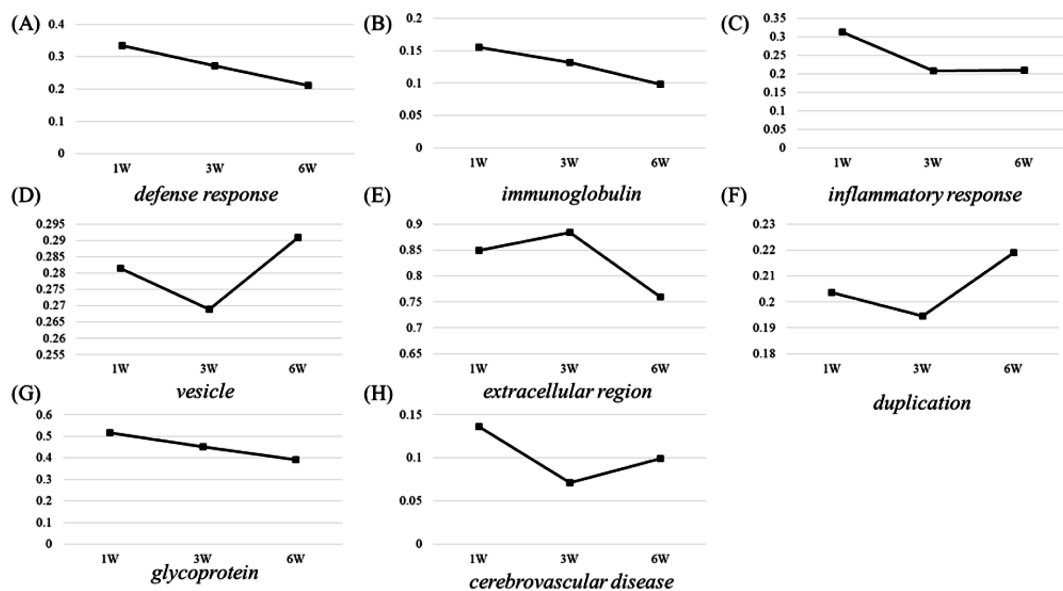 (A)
0.4
0.3
0.2
0.1
0
1W 3W 6W
defense response
(B)
0.2
0.15
0.1
0.05
0
1W 3W 6W
immunoglobulin
(C)
0.35
0.3
0.25
0.2
0.15
0.1
0.05
0
1W 3W 6W
inflammatory response
(D)
0.295
0.29
0.285
0.28
0.275
0.27
0.265
0.26
0.255
1W 3W 6W
vesicle
(E)
0.9
0.85
0.8
0.75
0.7
0.65
1W 3W 6W
extracellular region
(F)
0.23
0.22
0.21
0.2
0.19
0.18
1W 3W 6W
duplication
(G)
0.6
0.5
0.4
0.3
0.2
0.1
0
1W 3W 6W
glycoprotein
(H)
0.15
0.1
0.05
0
1W 3W 6W
cerebrovascular disease